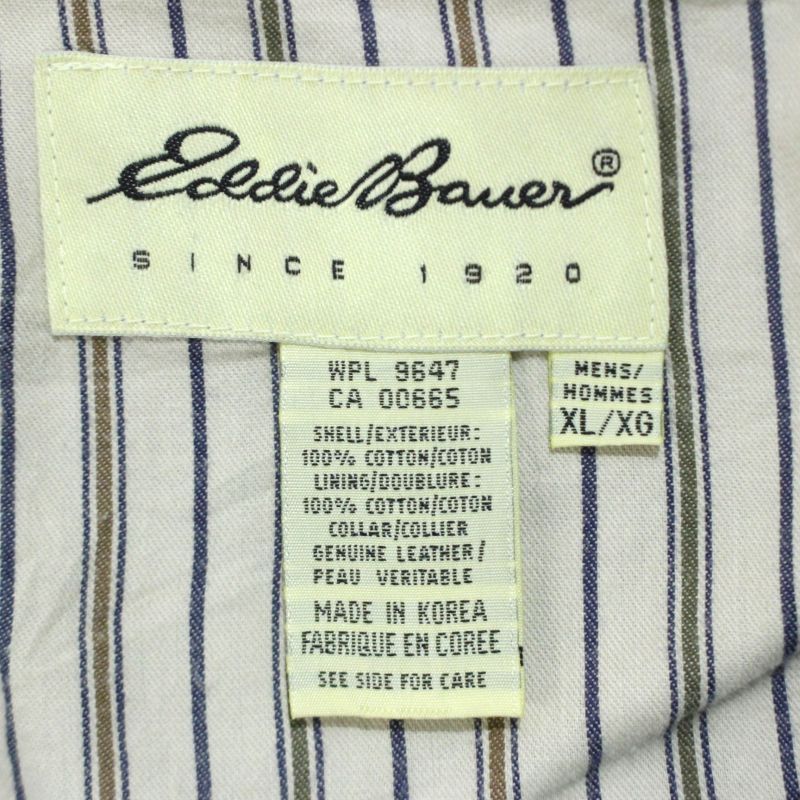 Eddie Bauer®
SINCE 1920
WPL 9647
CA 00665
SHELL/EXTERIEUR:
100% COTTON/COTON
LINING/DOUBLURE:
100% COTTON/COTON
COLLAR/COLLIER
GENUINE LEATHER/
PEAU VERITABLE
MADE IN KOREA
FABRIQUE EN COREE
SEE SIDE FOR CARE
MENS/
HOMMES
XL/XG